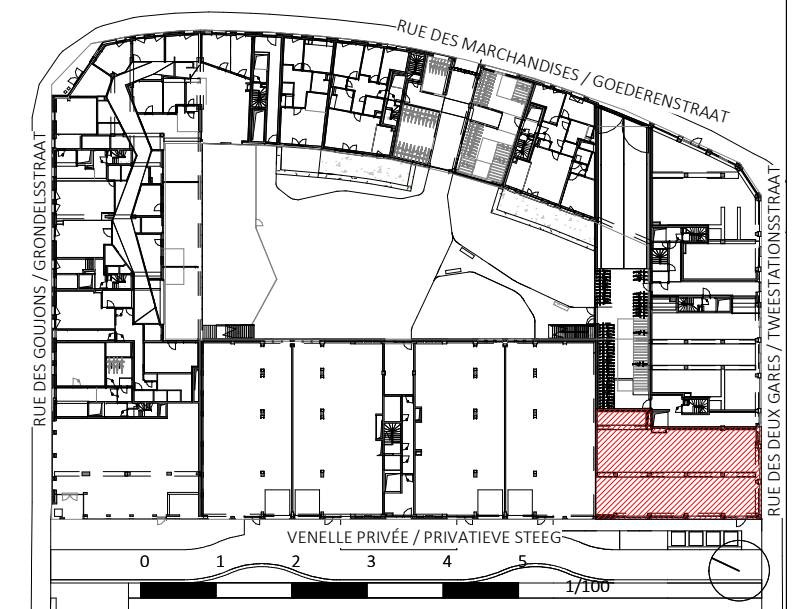 RUE DES MARCHANDISES / GOEDERENSTRAAT
RUE DES GOUJONS / GRONDELSSTRAAT
RUE DES DEUX GARES / TWEESTATIONSSTRAAT
VENELLE PRIVÉE / PRIVATIEVE STEEG
0 1 2 3 4 5
1/100